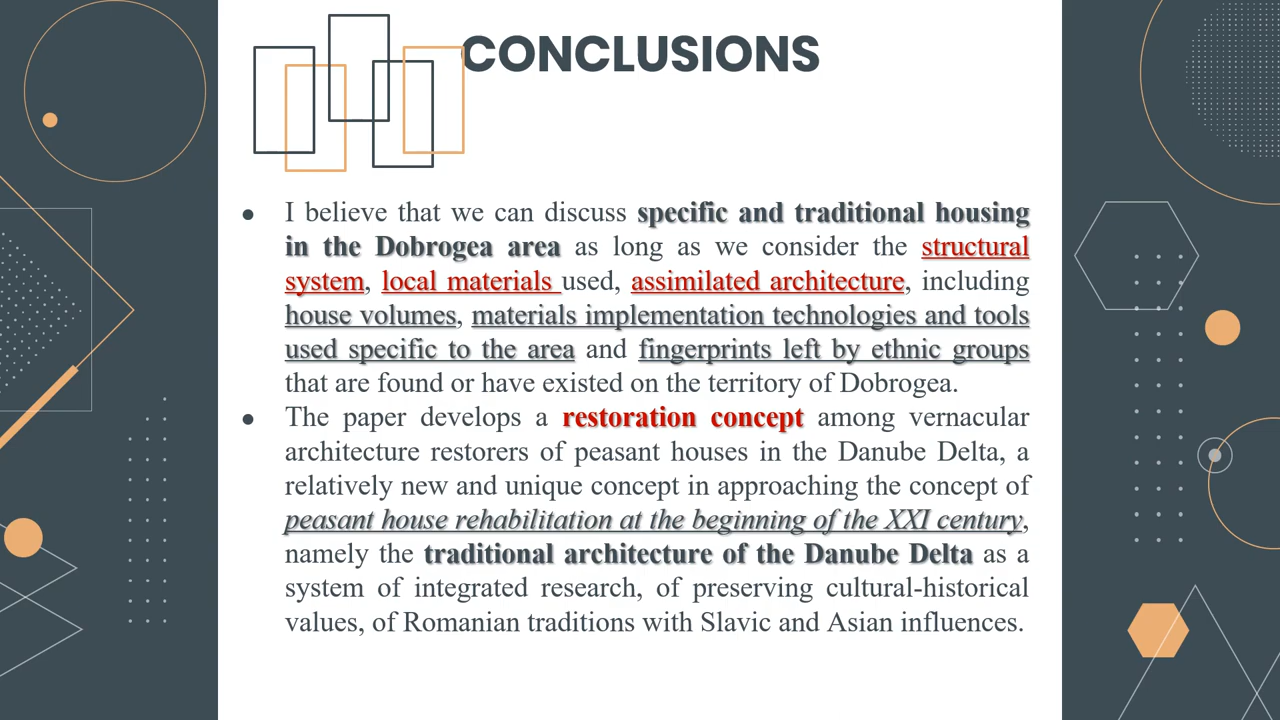 CONCLUSIONS
● I believe that we can discuss specific and traditional housing
in the Dobrogea area as long as we consider the structural
system, local materials used, assimilated architecture, including
house volumes, materials implementation technologies and tools
used specific to the area and fingerprints left by ethnic groups
that are found or have existed on the territory of Dobrogea.
● The paper develops a restoration concept among vernacular
architecture restorers of peasant houses in the Danube Delta, a
relatively new and unique concept in approaching the concept of
peasant house rehabilitation at the beginning of the XXI century,
namely the traditional architecture of the Danube Delta as a
system of integrated research, of preserving cultural-historical
values, of Romanian traditions with Slavic and Asian influences.